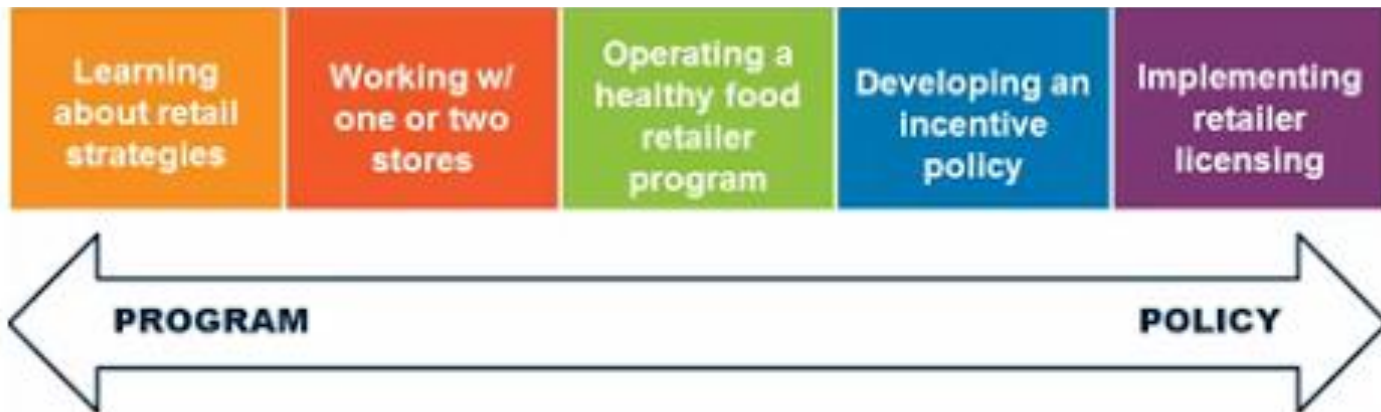 Learning
about retail
strategies
Working w/
one or two
stores
Operating a
healthy food
retailer
program
Developing an
incentive
policy
Implementing
retailer
licensing
PROGRAM
POLICY